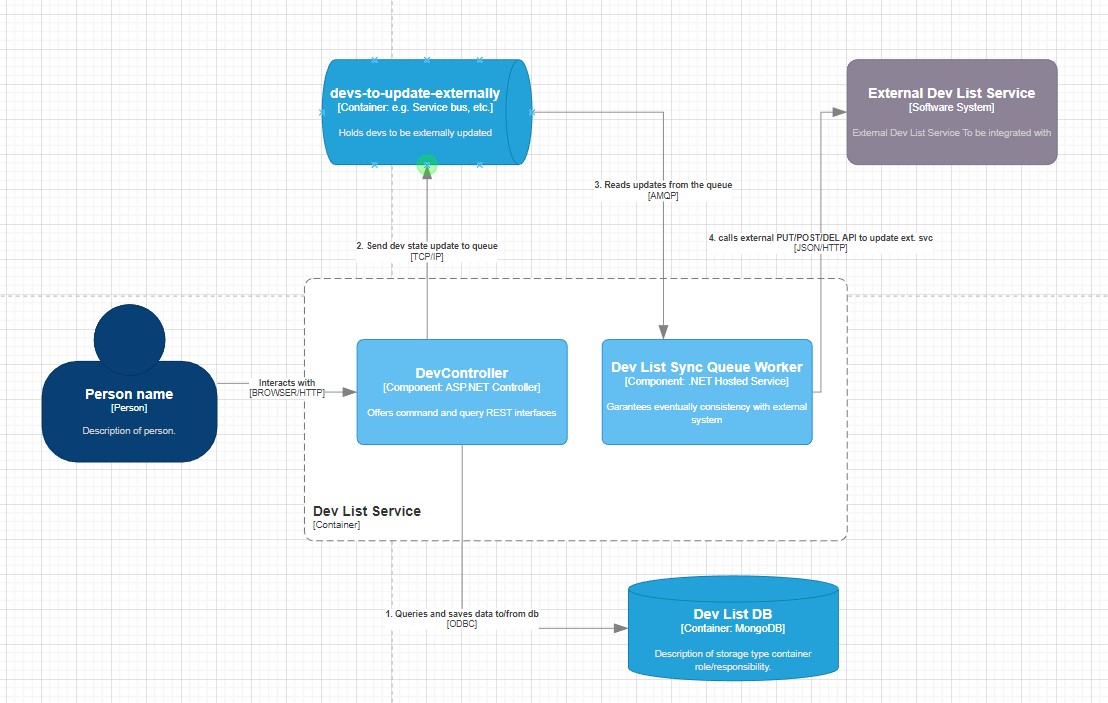 devs-to-update-externally
[Container: e.g. Service bus, etc.]
Holds devs to be externally updated
External Dev List Service
[Software System]
External Dev List Service To be integrated with
3. Reads updates from the queue
[AMQP]
2. Send dev state update to queue
[TCP/IP]
4. calls external PUT/POST/DEL API to update ext. svc
[JSON/HTTP]
Person name
[Person]
Description of person.
Interacts with
[BROWSER/HTTP]
DevController
[Component: ASP.NET Controller]
Offers command and query REST interfaces
Dev List Sync Queue Worker
[Component: .NET Hosted Service]
Garantees eventually consistency with external
system
Dev List Service
[Container]
1. Queries and saves data to/from db
[ODBC]
Dev List DB
[Container: MongoDB]
Description of storage type container
role/responsibility.